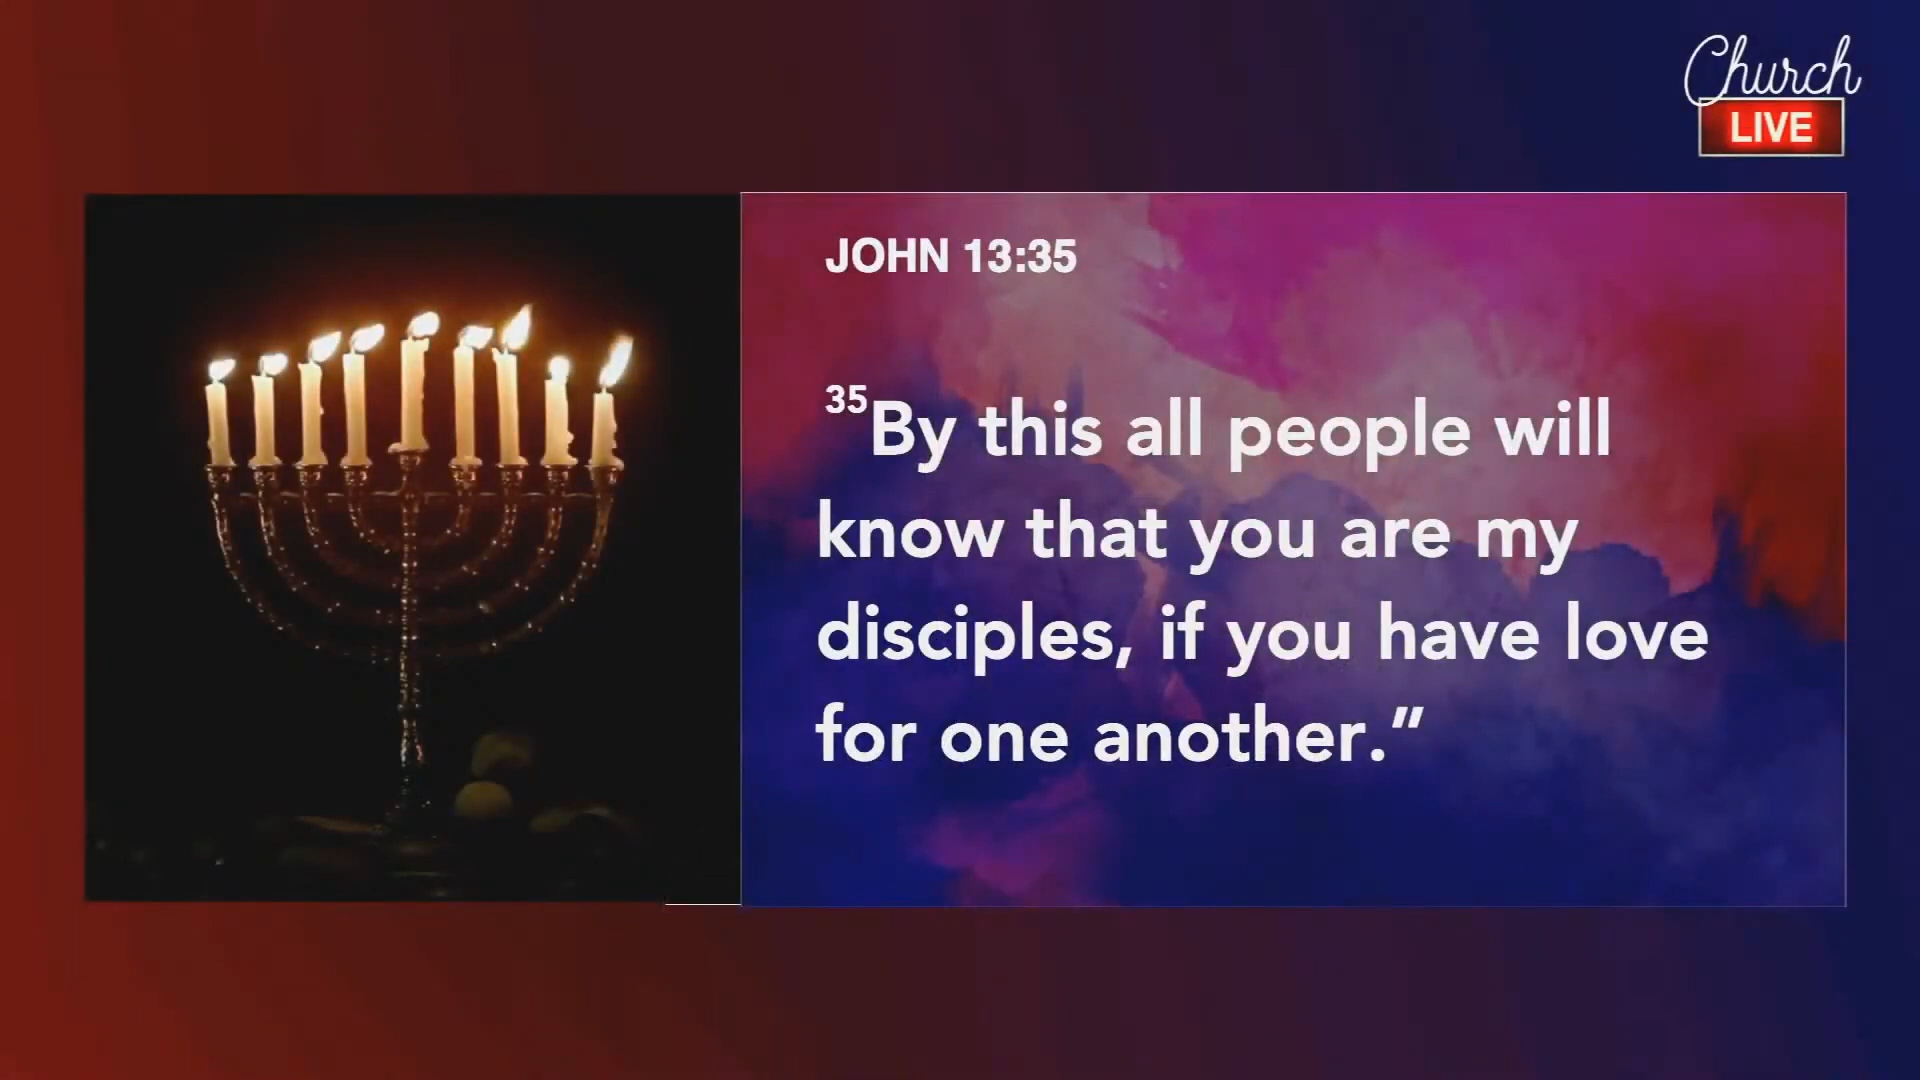 Church
LIVE
JOHN 13:35
35By this all people will
know that you are my
disciples, if you have love
for one another.”